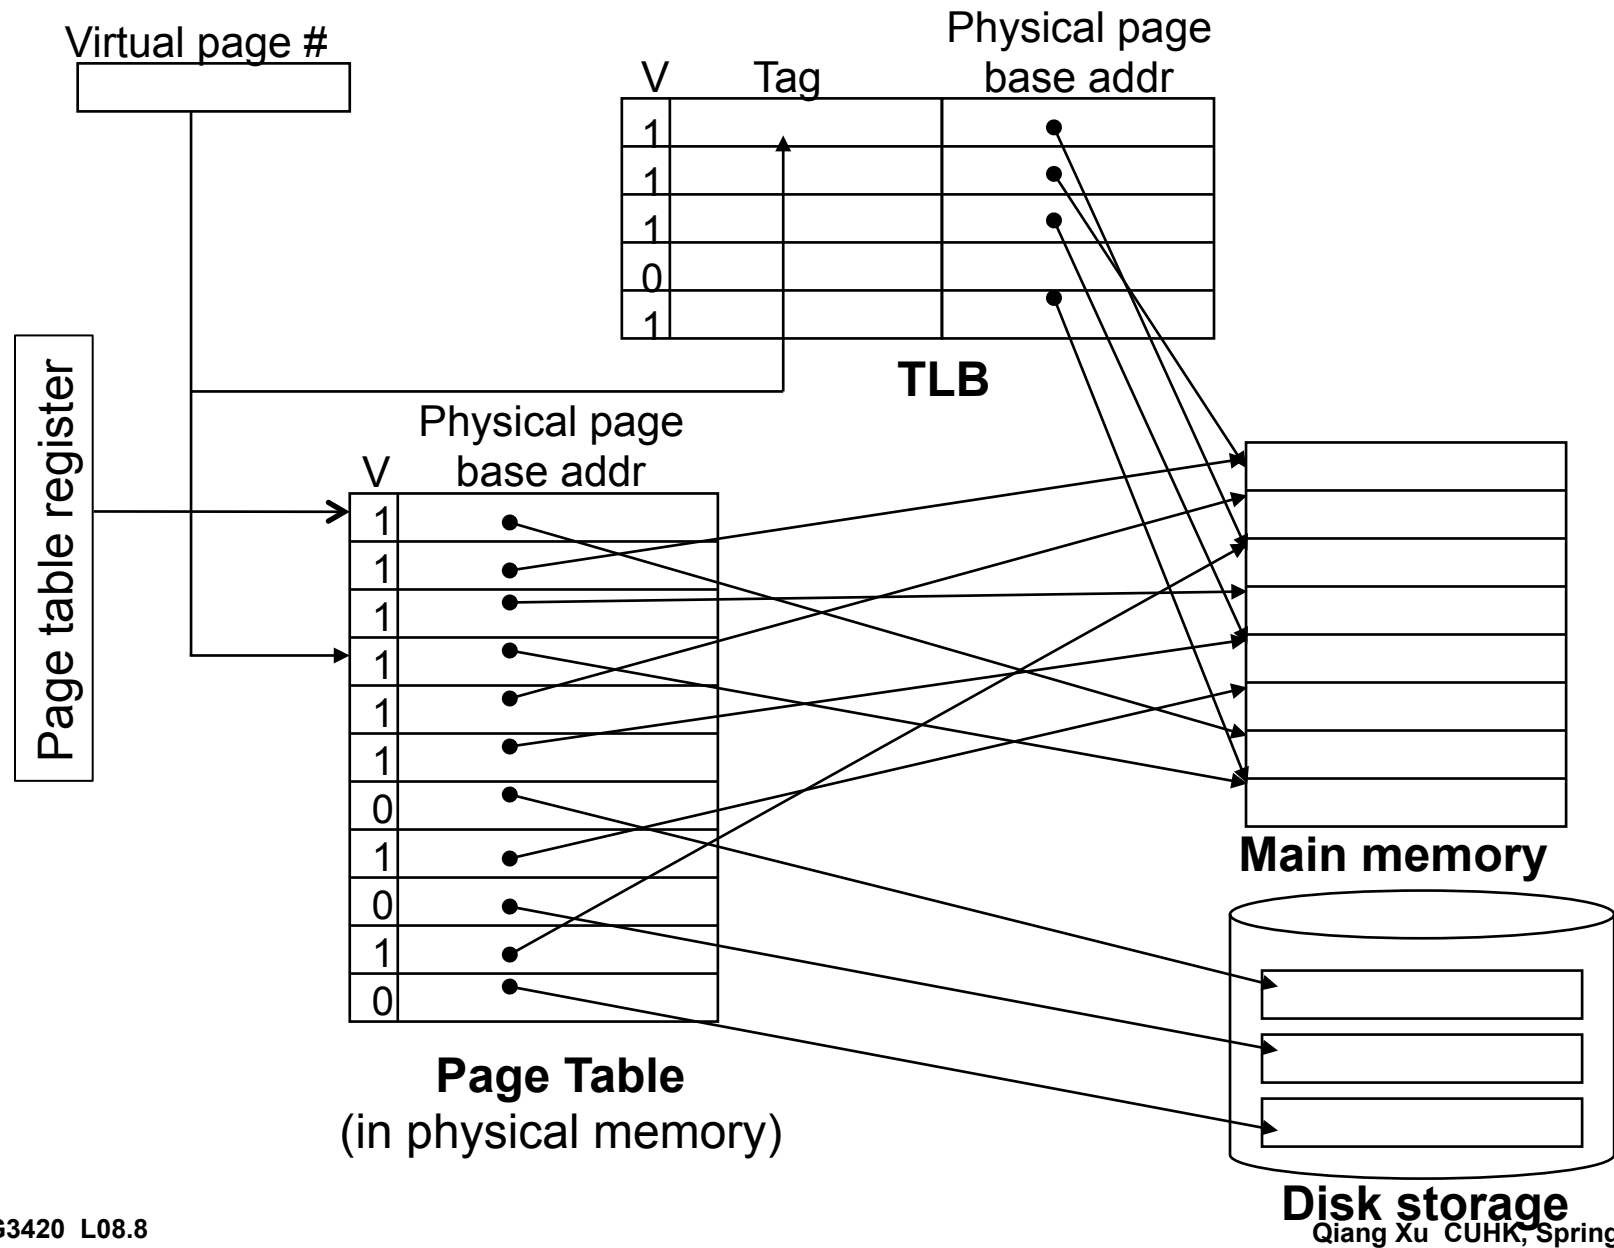 Virtual page #
Physical page
base addr
V Tag
1
1
1
0
1
TLB
Page table register
Physical page
base addr
V
1
1
1
1
1
1
0
1
0
1
0
Main memory
Page Table
(in physical memory)
Disk storage
G3420 L08.8
Qiang Xu CUHK, Spring